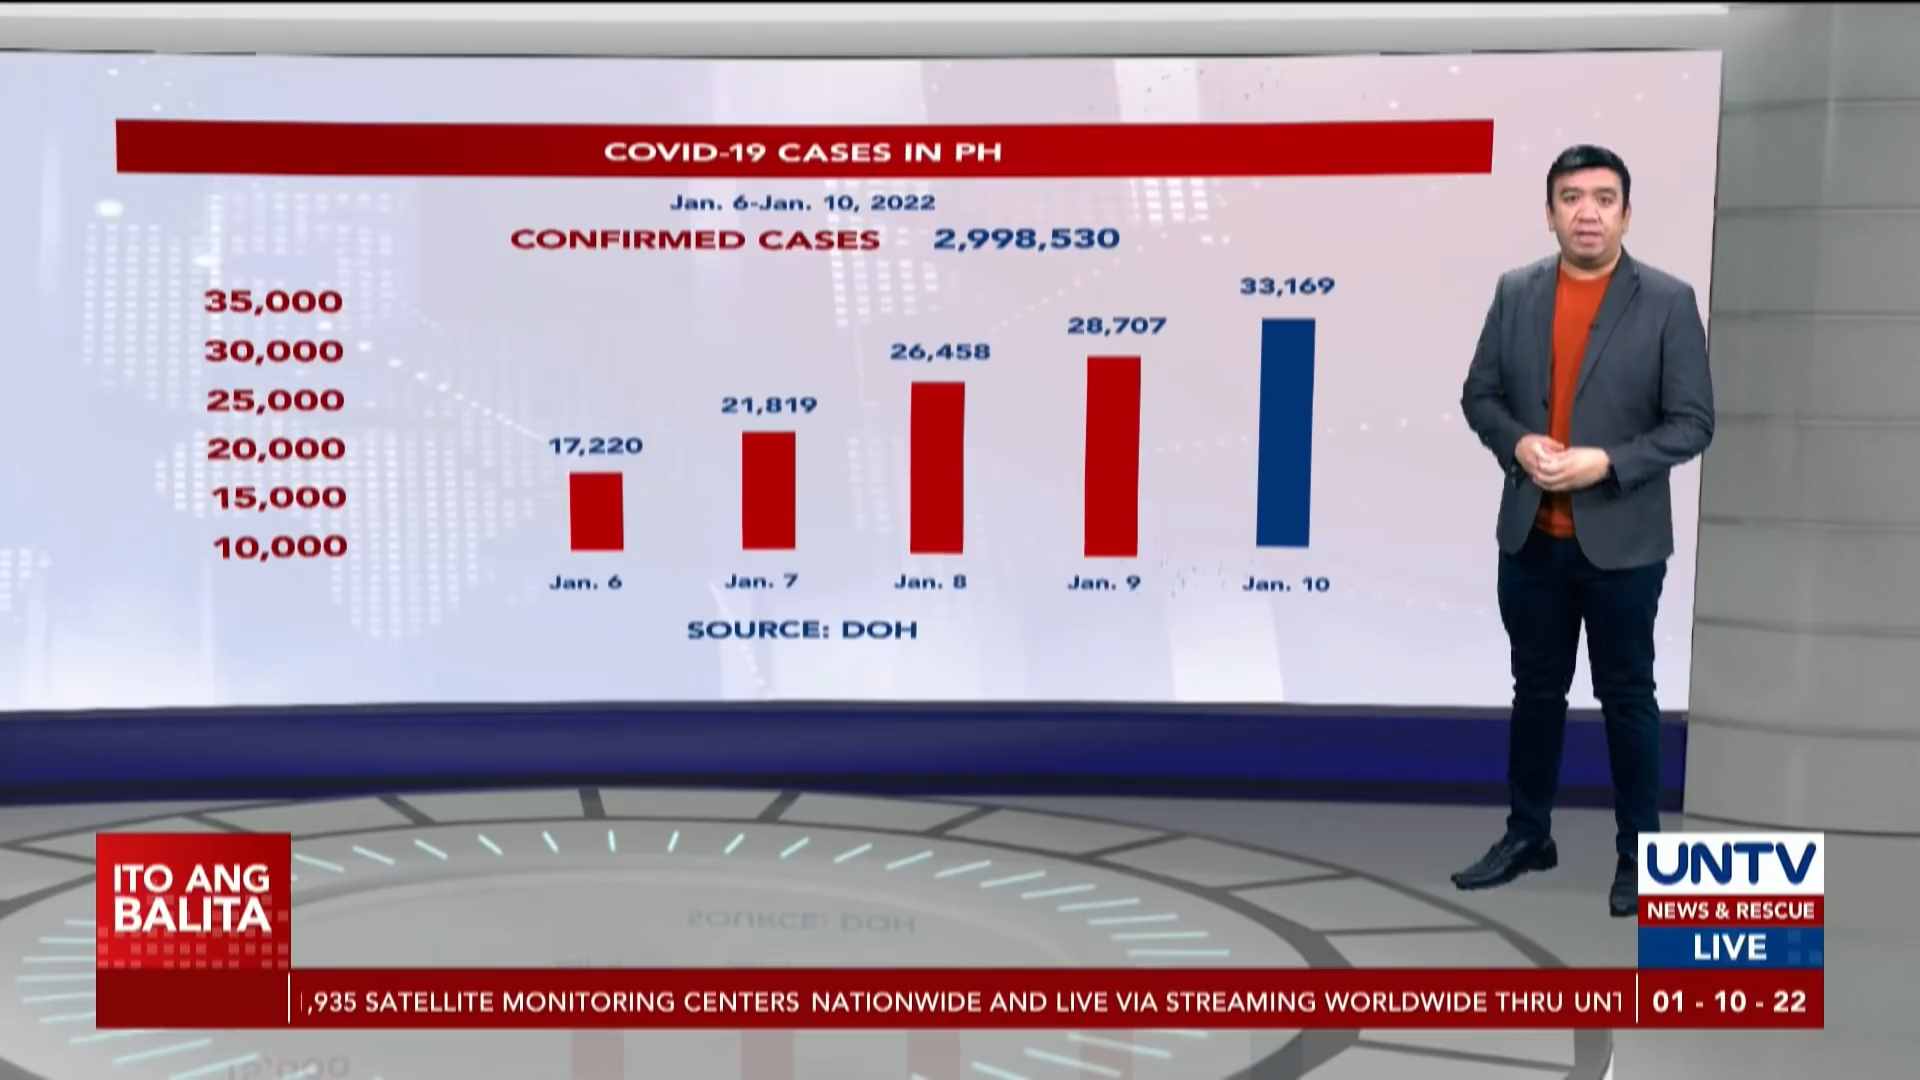 COVID-19 CASES IN PH
Jan. 6-Jan. 10, 2022
CONFIRMED CASES 2,998,530
35,000
30,000
25,000
20,000
15,000
10,000
17,220
21,819
26,458
28,707
33,169
Jan. 6 Jan. 7 Jan. 8 Jan. 9 Jan. 10
SOURCE: DOH
ITO ANG
BALITA
UNTV
NEWS & RESCUE
LIVE
,935 SATELLITE MONITORING CENTERS NATIONWIDE AND LIVE VIA STREAMING WORLDWIDE THRU UNT
01 - 10 - 22